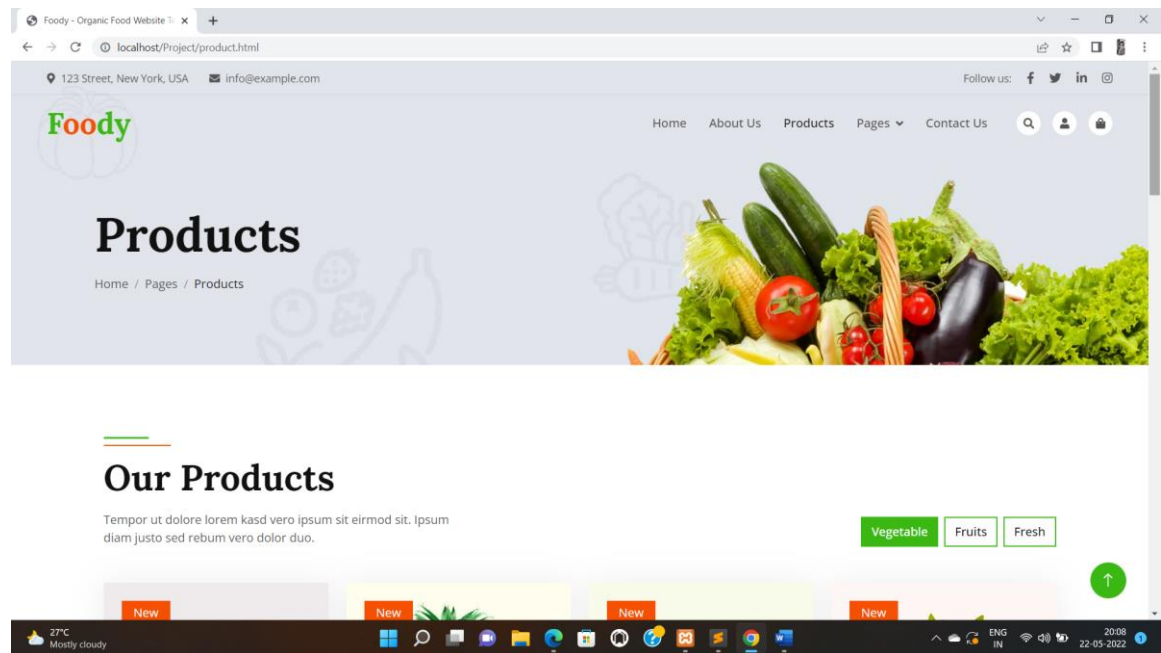 Foody - Organic Food Website
localhost/Project/product.html
123 Street, New York, USA info@example.com Follow us:
Foody Home About Us Products Pages Contact Us
Products
Home / Pages / Products
Our Products
Tempor ut dolore lorem kasd vero ipsum sit eirmod sit. Ipsum
diam justo sed rebum vero dolor duo.
Vegetable Fruits Fresh
New New New New
27°C
Mostly cloudy
ENG
IN
20:08
22-05-2022
1